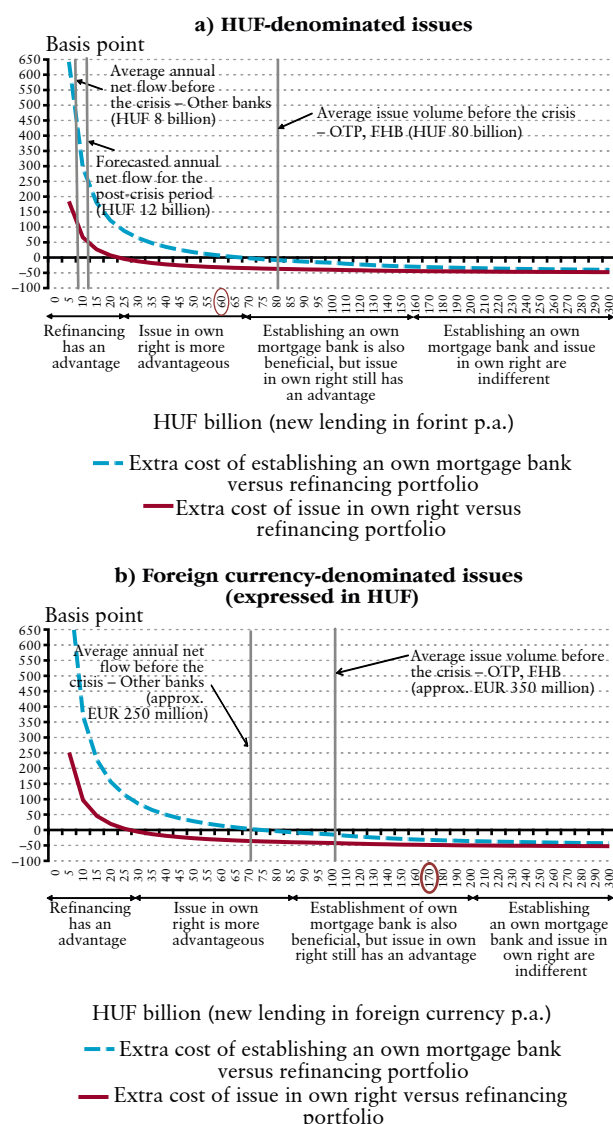 a) HUF-denominated issues
Basis point
650
600
550
500
450
400
350
300
250
200
150
100
50
0
−50
−100
Average annual
net flow before
the crisis – Other banks
(HUF 8 billion)
Forecasted annual
net flow for the
post-crisis period
(HUF 12 billion)
Average issue volume before the crisis
– OTP, FHB (HUF 80 billion)
0 5 10 15 20 25 30 35 40 45 50 55 60 65 70 75 80 85 90 95 100 110 120 130 140 150 160 170 180 190 200 210 220 230 240 250 260 270 280 290 300
Refinancing
has an
advantage
Issue in own
right is more
advantageous
Establishing an own
mortgage bank is also
beneficial, but issue
in own right still has
an advantage
Establishing an own
mortgage bank and issue
in own right are
indifferent
HUF billion (new lending in forint p.a.)
Extra cost of establishing an own mortgage bank
versus refinancing portfolio
Extra cost of issue in own right versus
refinancing portfolio
b) Foreign currency-denominated issues
(expressed in HUF)
Basis point
650
600
550
500
450
400
350
300
250
200
150
100
50
0
−50
−100
Average annual net
flow before the
crisis – Other banks
(approx.
EUR 250 million)
Average issue volume before
the crisis – OTP, FHB
(approx. EUR 350 million)
0 5 10 15 20 25 30 35 40 45 50 55 60 65 70 75 80 85 90 95 100 110 120 130 140 150 160 170 180 190 200 210 220 230 240 250 260 270 280 290 300
Refinancing
has an
advantage
Issue in own
right is more
advantageous
Establishment of own
mortgage bank is also
beneficial, but issue in own
right still has an advantage
Establishing
an own mortgage
bank and issue in
own right are
indifferent
HUF billion (new lending in foreign currency p.a.)
Extra cost of establishing an own mortgage bank
versus refinancing portfolio
Extra cost of issue in own right versus refinancing
portfolio